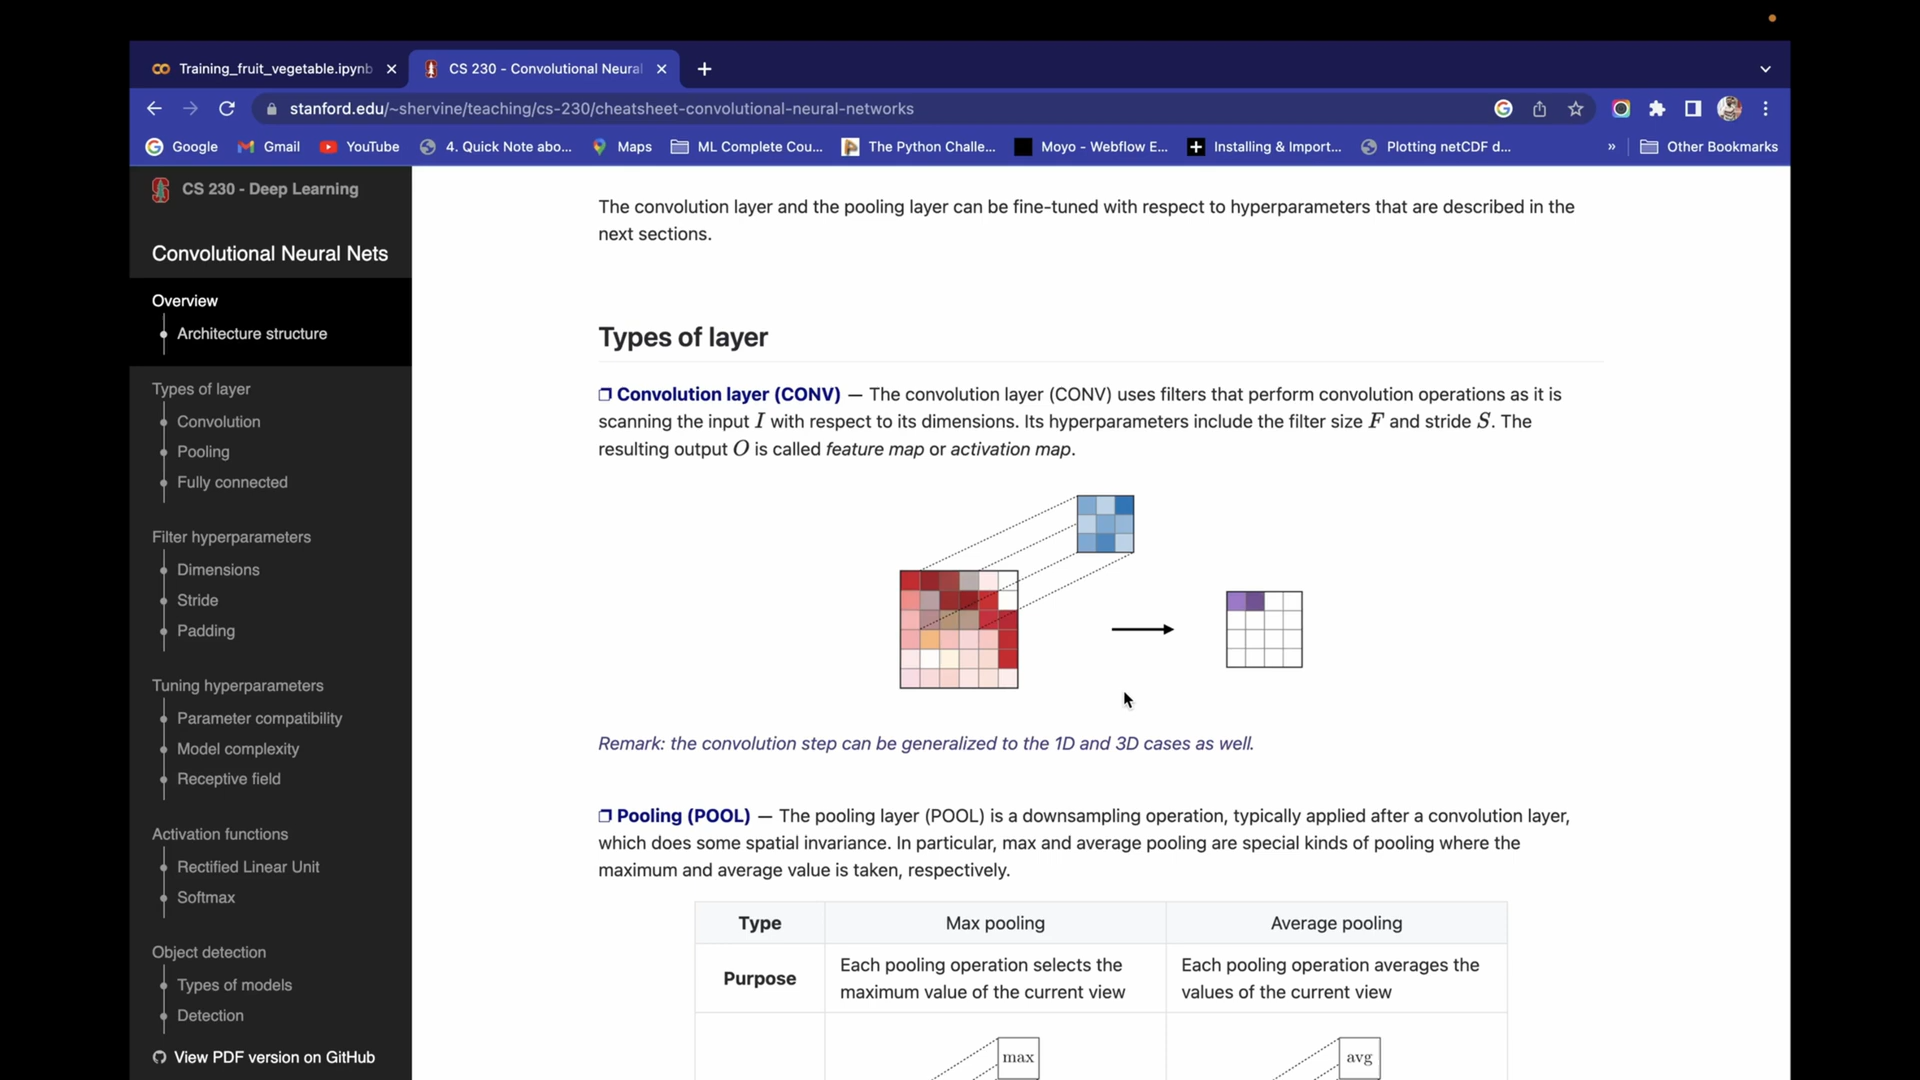 Training_fruit_vegetable.ipynb
CS 230 - Convolutional Neural
stanford.edu/~shervine/teaching/cs-230/cheatsheet-convolutional-neural-networks
Google Gmail YouTube 4. Quick Note abo... Maps ML Complete Cou... The Python Challe... Moyo - Webflow E... Installing & Import... Plotting netCDF d... » Other Bookmarks
CS 230 - Deep Learning
Convolutional Neural Nets
Overview
Architecture structure
Types of layer
Convolution
Pooling
Fully connected
Filter hyperparameters
Dimensions
Stride
Padding
Tuning hyperparameters
Parameter compatibility
Model complexity
Receptive field
Activation functions
Rectified Linear Unit
Softmax
Object detection
Types of models
Detection
View PDF version on GitHub
The convolution layer and the pooling layer can be fine-tuned with respect to hyperparameters that are described in the
next sections.
Types of layer
❐ Convolution layer (CONV) — The convolution layer (CONV) uses filters that perform convolution operations as it is
scanning the input I with respect to its dimensions. Its hyperparameters include the filter size F and stride S. The
resulting output O is called feature map or activation map.
Remark: the convolution step can be generalized to the 1D and 3D cases as well.
❐ Pooling (POOL) — The pooling layer (POOL) is a downsampling operation, typically applied after a convolution layer,
which does some spatial invariance. In particular, max and average pooling are special kinds of pooling where the
maximum and average value is taken, respectively.
Type Max pooling Average pooling
Purpose
Each pooling operation selects the
maximum value of the current view
Each pooling operation averages the
values of the current view
max
avg